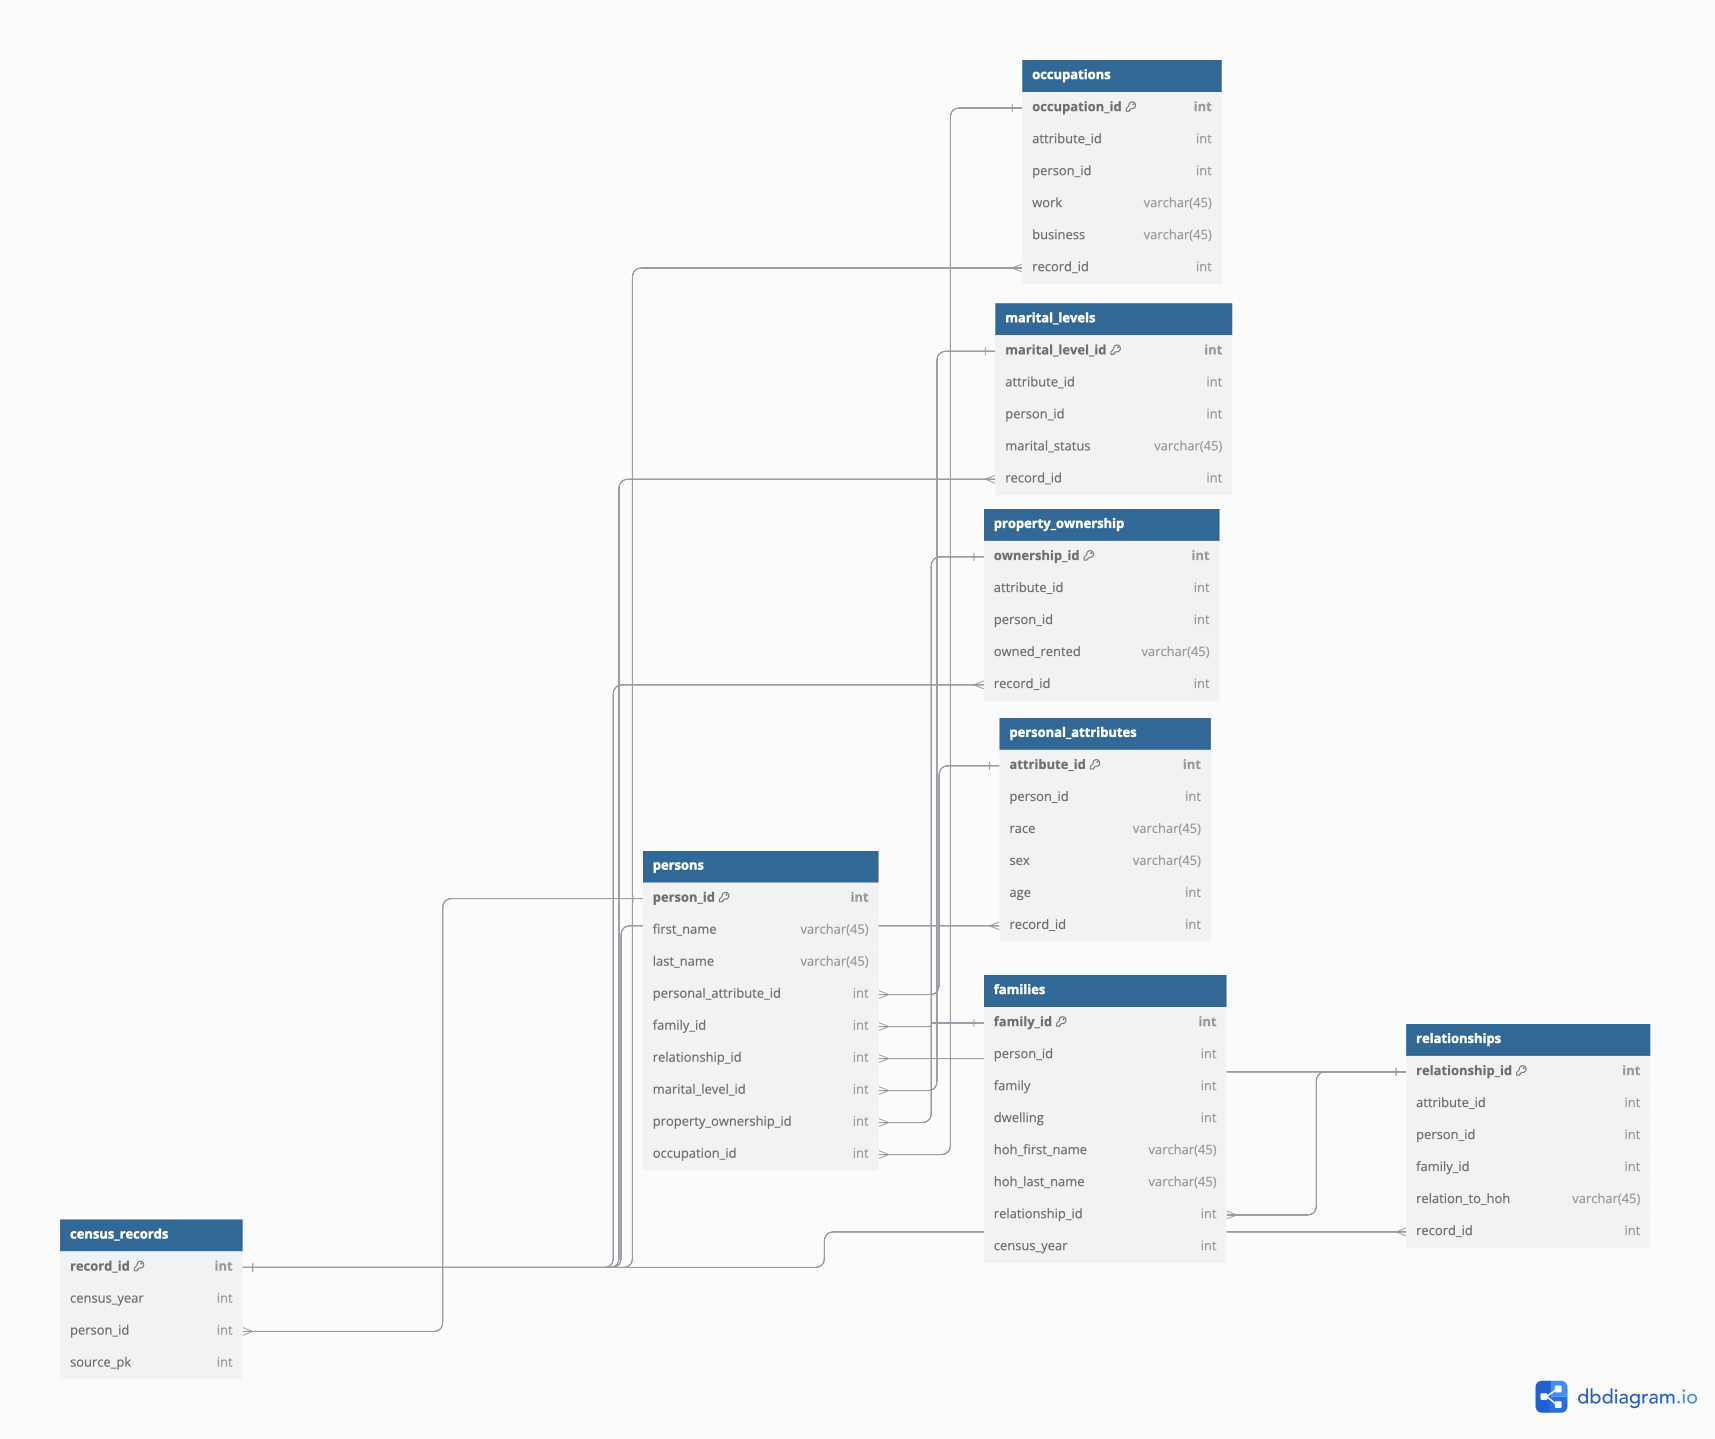 occupations
occupation_id int
attribute_id int
person_id int
work varchar(45)
business varchar(45)
record_id int
marital_levels
marital_level_id int
attribute_id int
person_id int
marital_status varchar(45)
record_id int
property_ownership
ownership_id int
attribute_id int
person_id int
owned_rented varchar(45)
record_id int
personal_attributes
attribute_id int
person_id int
race varchar(45)
sex varchar(45)
age int
record_id int
persons
person_id int
first_name varchar(45)
last_name varchar(45)
personal_attribute_id int
family_id int
relationship_id int
marital_level_id int
property_ownership_id int
occupation_id int
families
family_id int
person_id int
family int
dwelling int
hoh_first_name varchar(45)
hoh_last_name varchar(45)
relationship_id int
census_year int
relationships
relationship_id int
attribute_id int
person_id int
family_id int
relation_to_hoh varchar(45)
record_id int
census_records
record_id int
census_year int
person_id int
source_pk int
dbdiagram.io